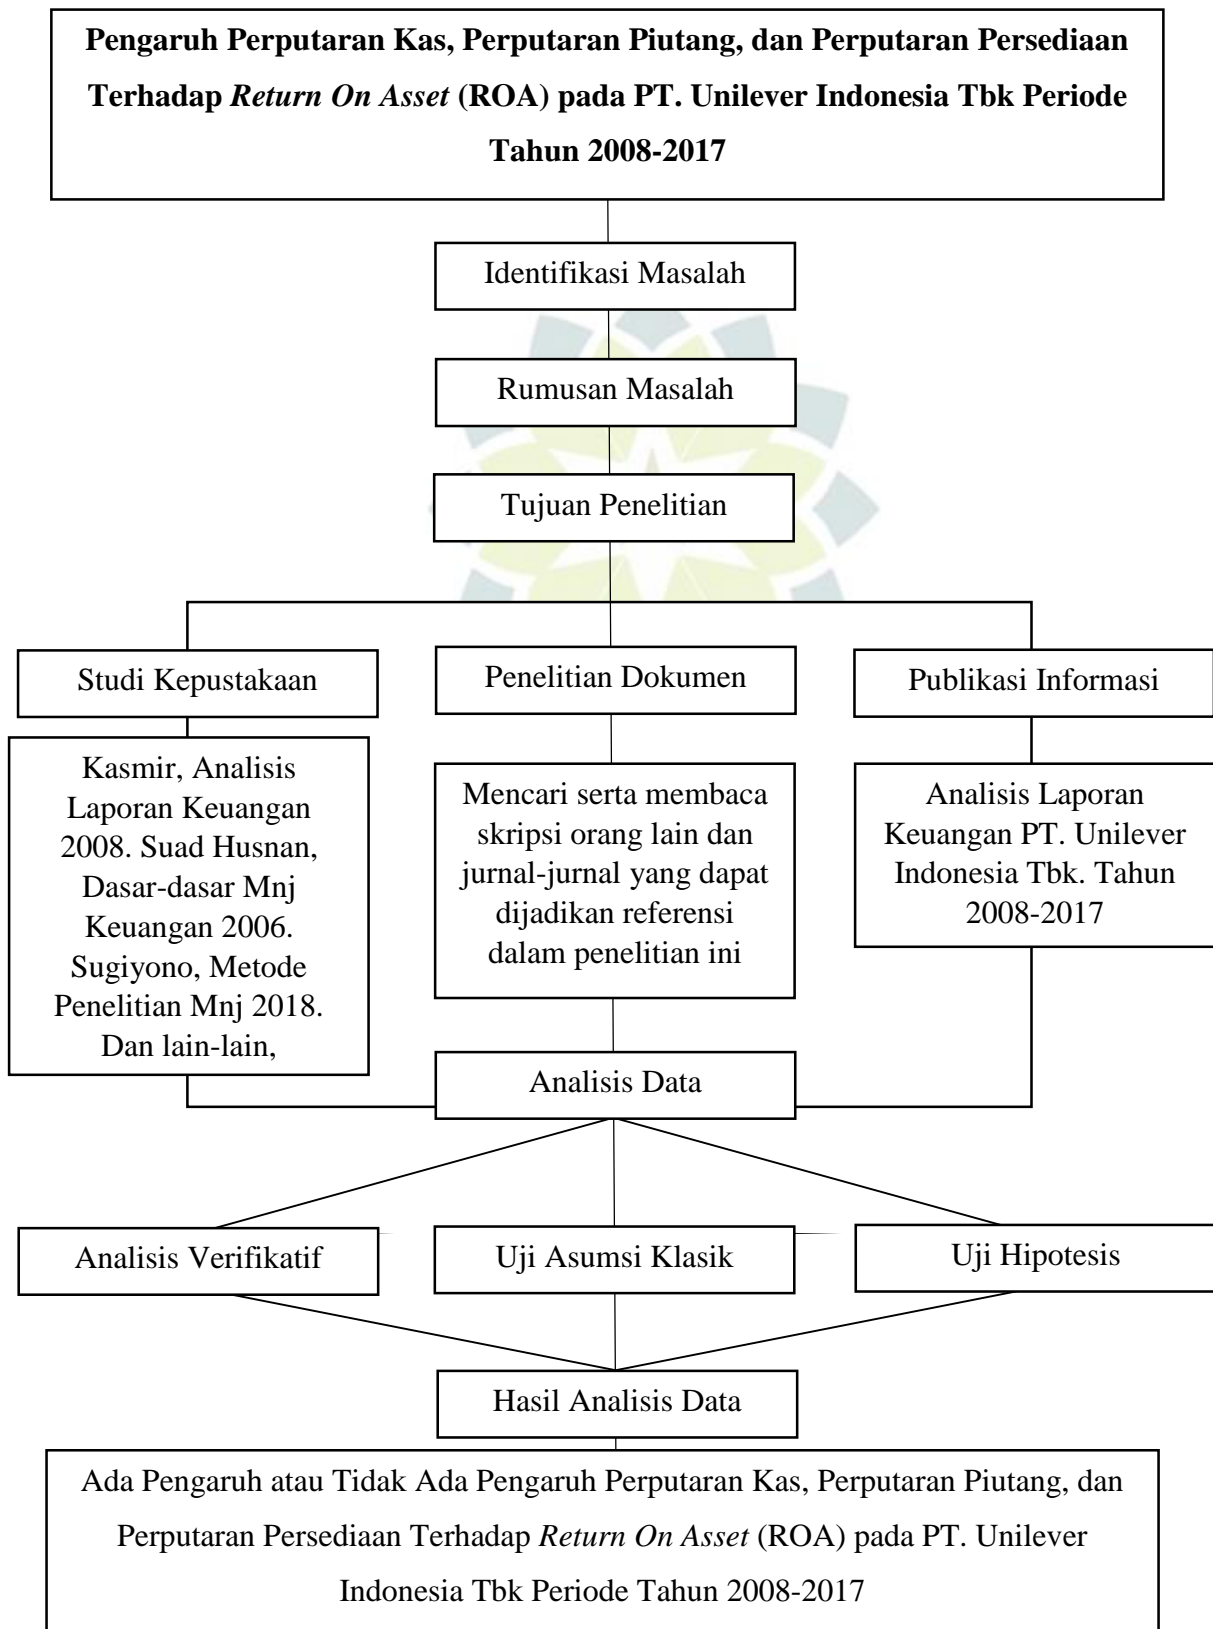 Pengaruh Perputaran Kas, Perputaran Piutang, dan Perputaran Persediaan
Terhadap Return On Asset (ROA) pada PT. Unilever Indonesia Tbk Periode
Tahun 2008-2017
Identifikasi Masalah
Rumusan Masalah
Tujuan Penelitian
Studi Kepustakaan
Penelitian Dokumen
Publikasi Informasi
Kasmir, Analisis
Laporan Keuangan
2008. Suad Husnan,
Dasar-dasar Mnj
Keuangan 2006.
Sugiyono, Metode
Penelitian Mnj 2018.
Dan lain-lain,
Mencari serta membaca
skripsi orang lain dan
jurnal-jurnal yang dapat
dijadikan referensi
dalam penelitian ini
Analisis Laporan
Keuangan PT. Unilever
Indonesia Tbk. Tahun
2008-2017
Analisis Data
Analisis Verifikatif
Uji Asumsi Klasik
Uji Hipotesis
Hasil Analisis Data
Ada Pengaruh atau Tidak Ada Pengaruh Perputaran Kas, Perputaran Piutang, dan
Perputaran Persediaan Terhadap Return On Asset (ROA) pada PT. Unilever
Indonesia Tbk Periode Tahun 2008-2017